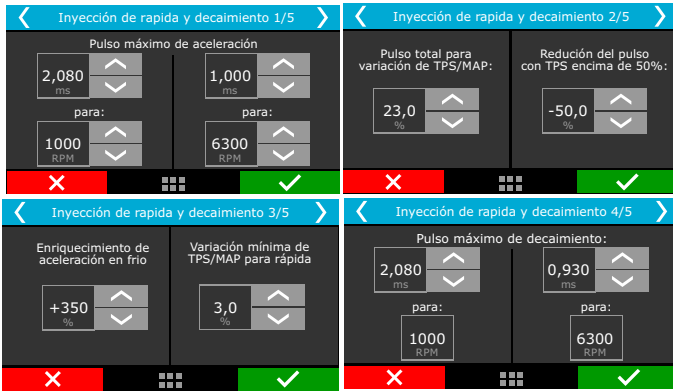 Inyección de rapida y decaimiento 1/5
Pulso máximo de aceleración
2,080
ms
1,000
ms
para:
para:
1000
RPM
6300
RPM
Inyección de rapida y decaimiento 2/5
Pulso total para
variación de TPS/MAP:
Redución del pulso
con TPS encima de 50%:
23,0
%
-50,0
%
Inyección de rapida y decaimiento 3/5
Enriquecimiento de
aceleración en frio
Variación mínima de
TPS/MAP para rápida
+350
%
3,0
%
Inyección de rapida y decaimiento 4/5
Pulso máximo de decaimiento:
2,080
ms
0,930
ms
para:
para:
1000
RPM
6300
RPM